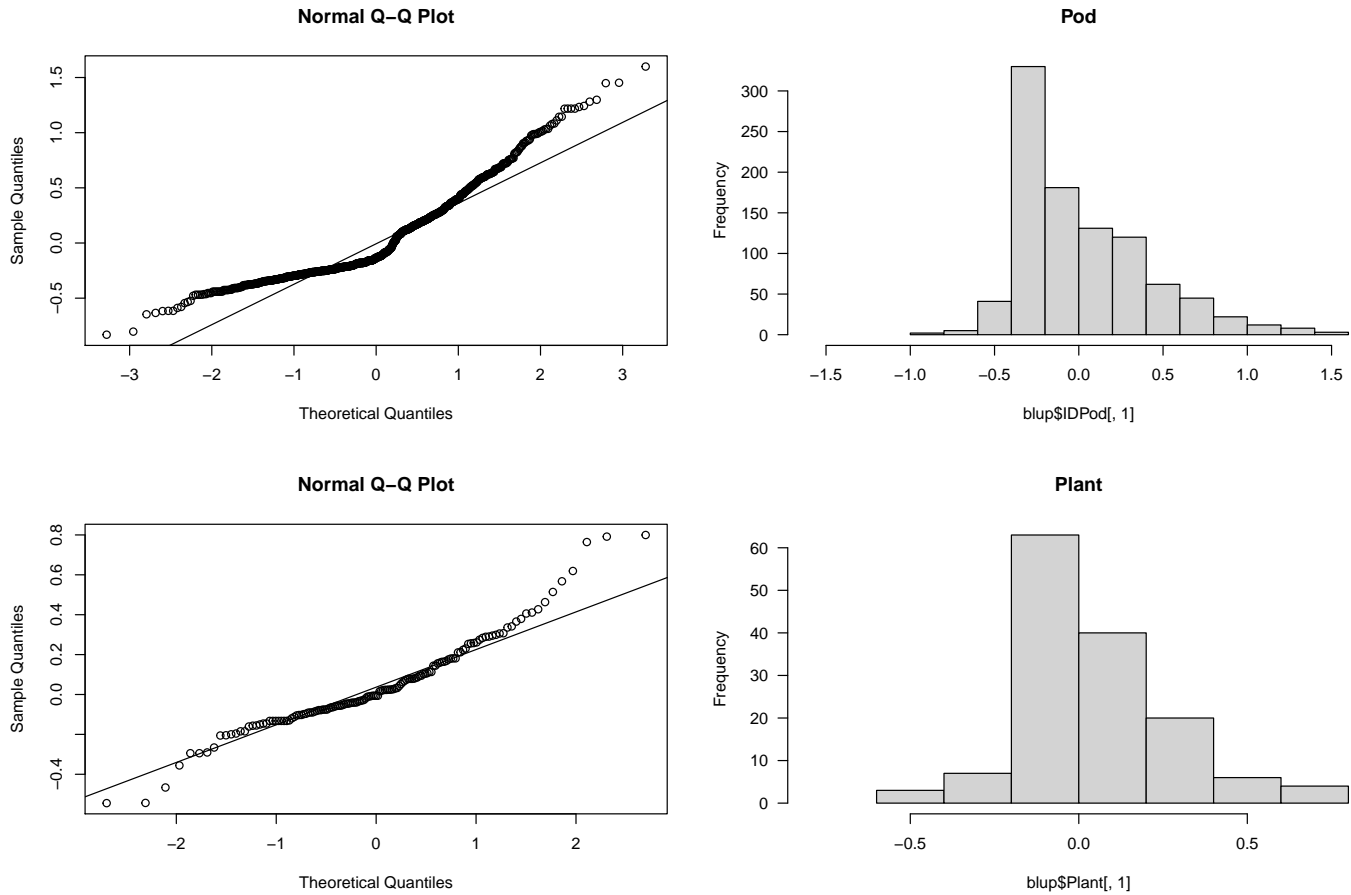 Normal Q−Q Plot
Sample Quantiles
−0.5 0.0 0.5 1.0 1.5
−3 −2 −1 0 1 2 3
Theoretical Quantiles
Pod
Frequency
0 50 100 150 200 250 300
−1.5 −1.0 −0.5 0.0 0.5 1.0 1.5
blup$IDPod[, 1]
Normal Q−Q Plot
Sample Quantiles
−0.4 0.0 0.2 0.4 0.6 0.8
−2 −1 0 1 2
Theoretical Quantiles
Plant
Frequency
0 10 20 30 40 50 60
−0.5 0.0 0.5
blup$Plant[, 1]